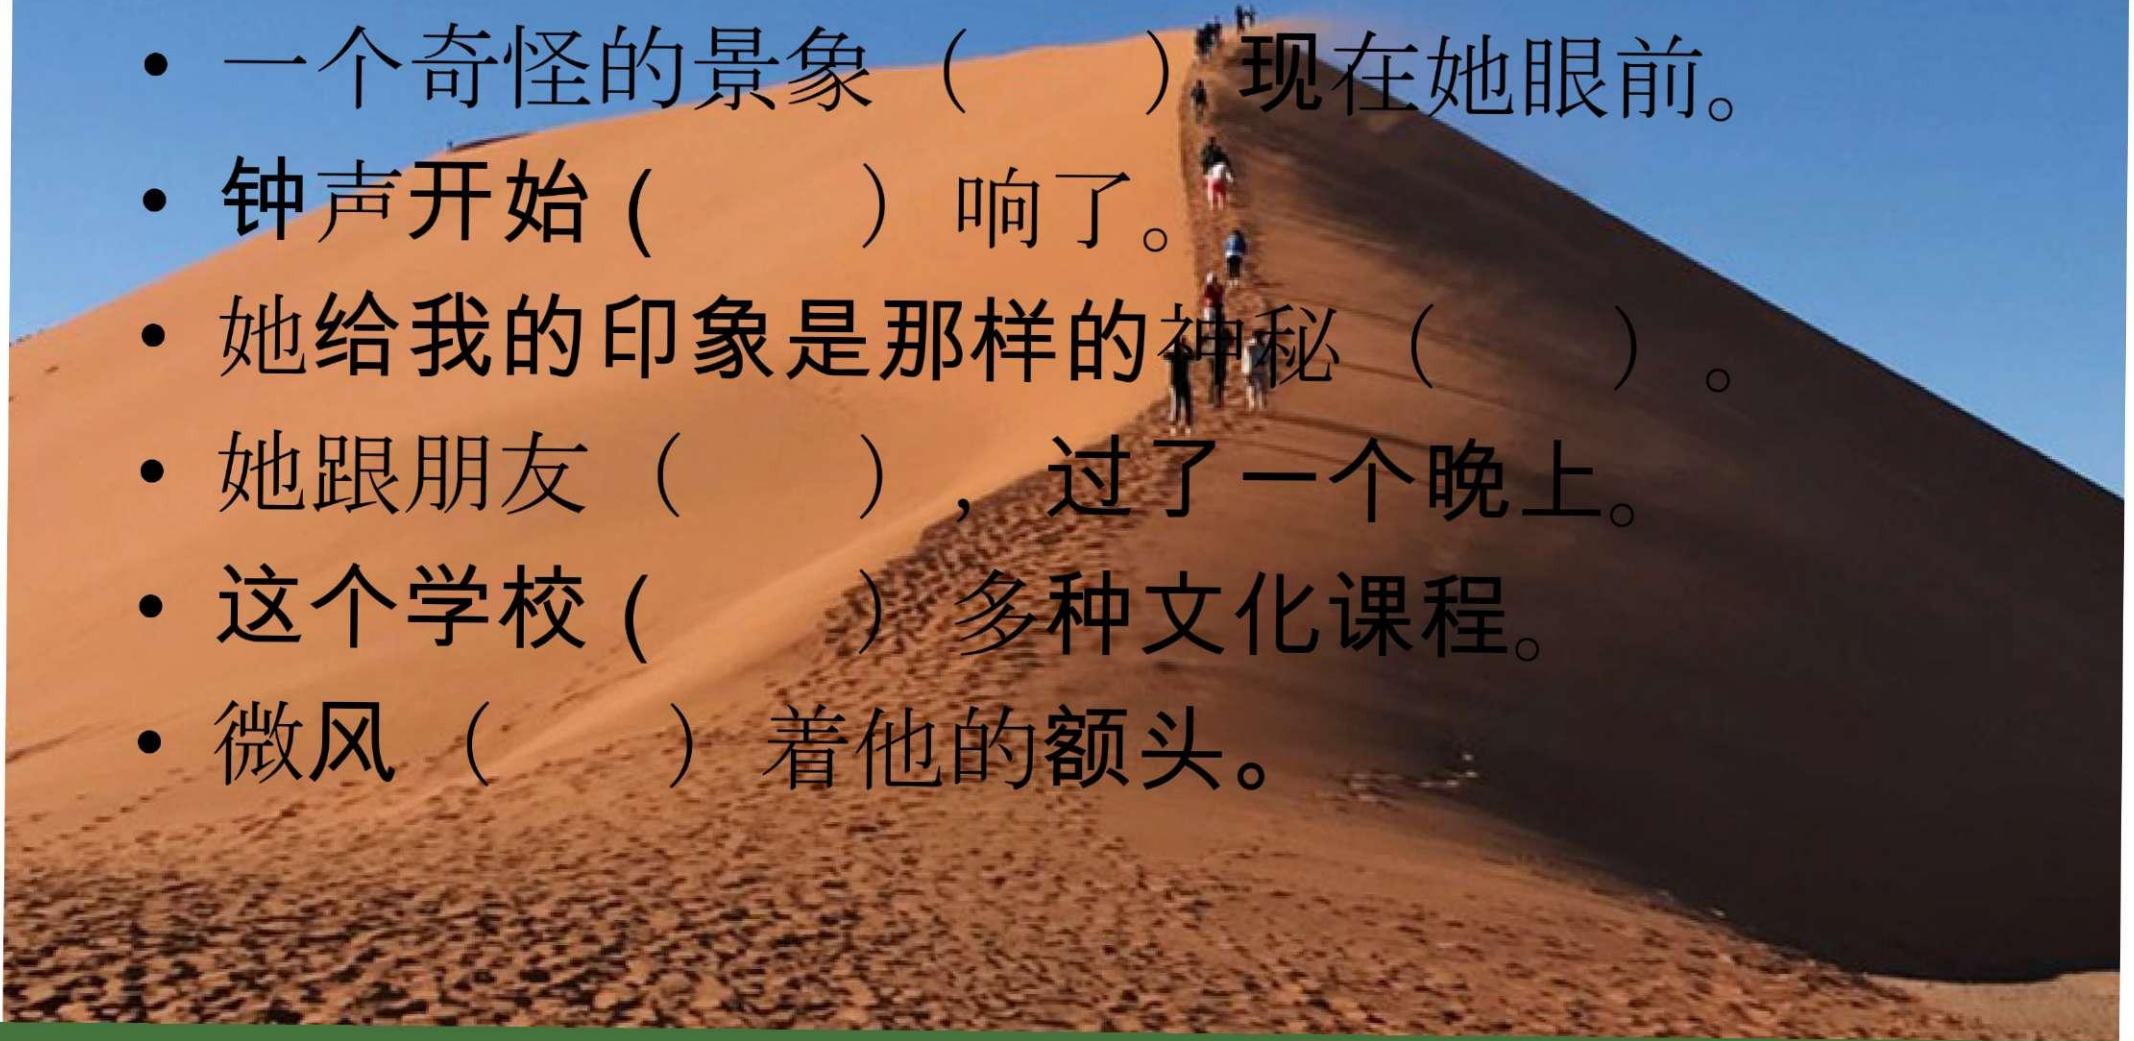 • 一个奇怪的景象（　　）现在她眼前。
• 钟声开始(　　）响了。
• 她给我的印象是那样的神秘（　　）。
• 她跟朋友（　　），过了一个晚上。
• 这个学校(　　）多种文化课程。
• 微风（　　）着他的额头。